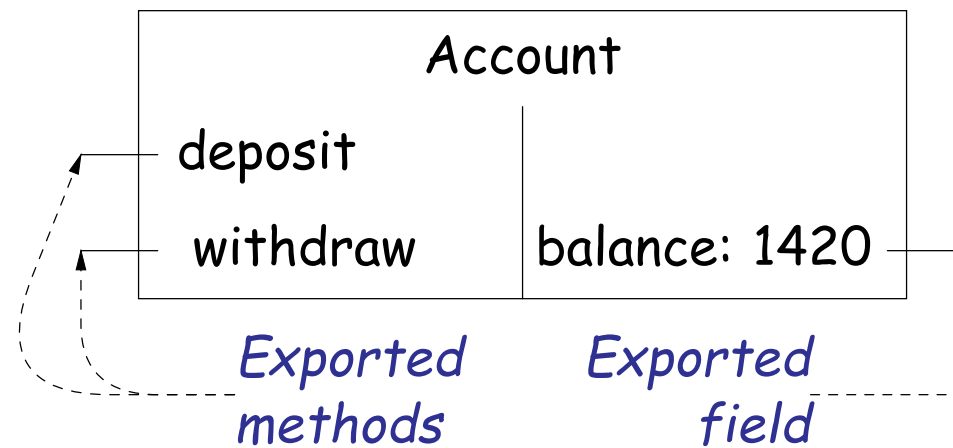 Account
deposit
withdraw
balance: 1420
Exported
methods
Exported
field